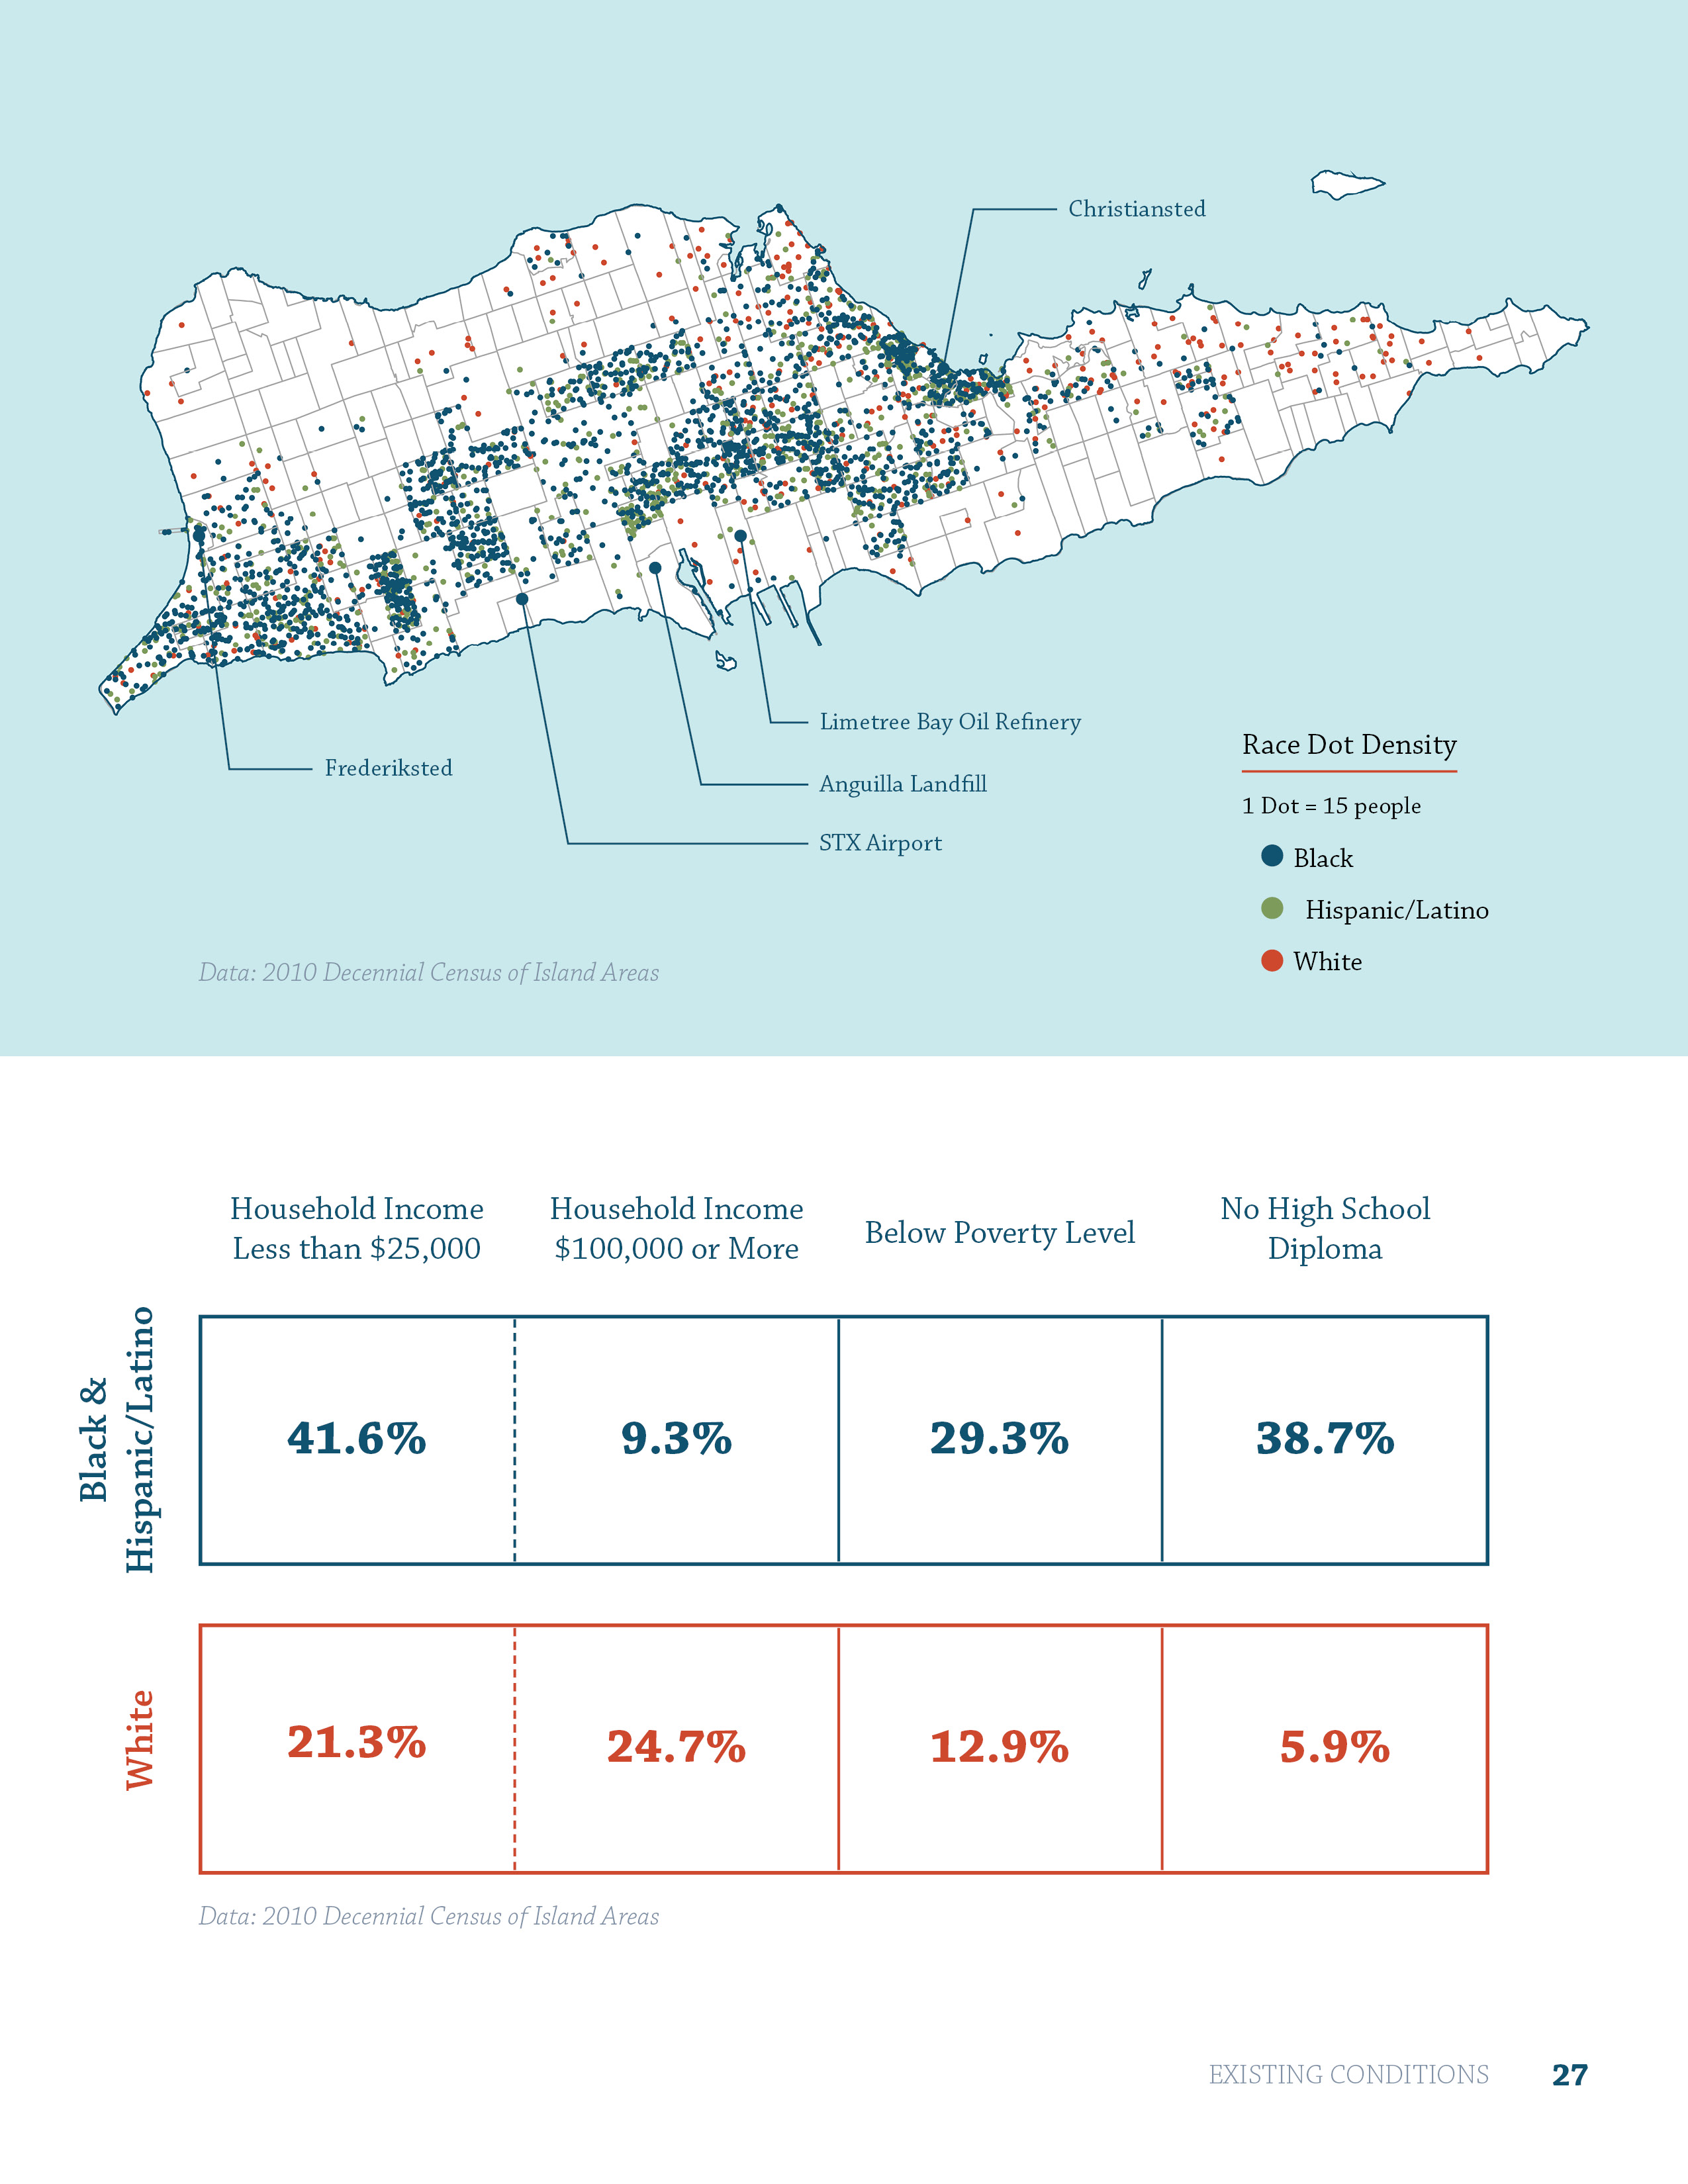 Christiansted
Limetree Bay Oil Refinery
Frederiksted
Anguilla Landfill
STX Airport
Race Dot Density
1 Dot = 15 people
Black
Hispanic/Latino
White
Data: 2010 Decennial Census of Island Areas
Household Income
Less than $25,000
Household Income
$100,000 or More
Below Poverty Level
No High School
Diploma
Black &
Hispanic/Latino
41.6%
9.3%
29.3%
38.7%
White
21.3%
24.7%
12.9%
5.9%
Data: 2010 Decennial Census of Island Areas
EXISTING CONDITIONS 27